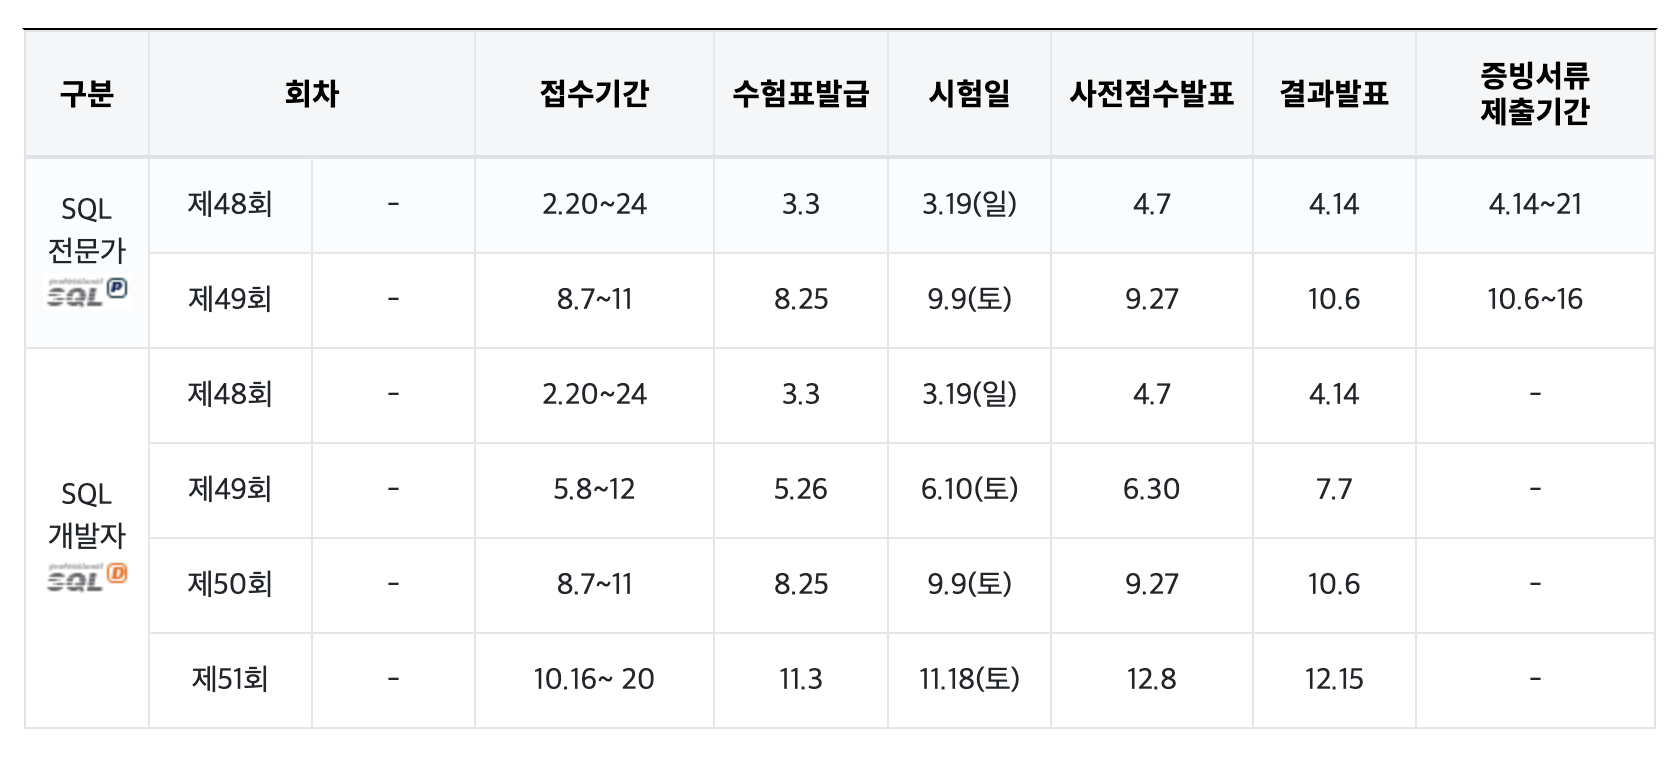 구분 회차 접수기간 수험표발급 시험일 사전점수발표 결과발표 증빙서류
제출기간
SQL
전문가
professional
SQL P
제48회 - 2.20~24 3.3 3.19(일) 4.7 4.14 4.14~21
제49회 - 8.7~11 8.25 9.9(토) 9.27 10.6 10.6~16
SQL
개발자
professional
SQL D
제48회 - 2.20~24 3.3 3.19(일) 4.7 4.14 -
제49회 - 5.8~12 5.26 6.10(토) 6.30 7.7 -
제50회 - 8.7~11 8.25 9.9(토) 9.27 10.6 -
제51회 - 10.16~ 20 11.3 11.18(토) 12.8 12.15 -